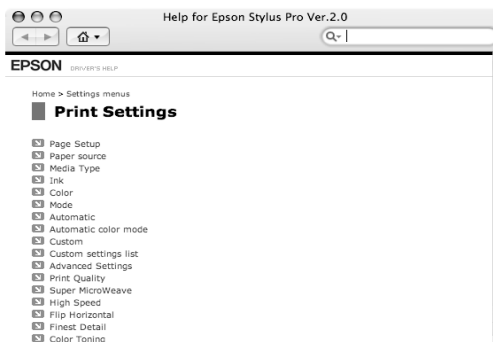 Help for Epson Stylus Pro Ver.2.0
EPSON DRIVER'S HELP
Home > Settings menus
Print Settings
Page Setup
Paper source
Media Type
Ink
Color
Mode
Automatic
Automatic color mode
Custom
Custom settings list
Advanced Settings
Print Quality
Super MicroWeave
High Speed
Flip Horizontal
Finest Detail
Color Toning